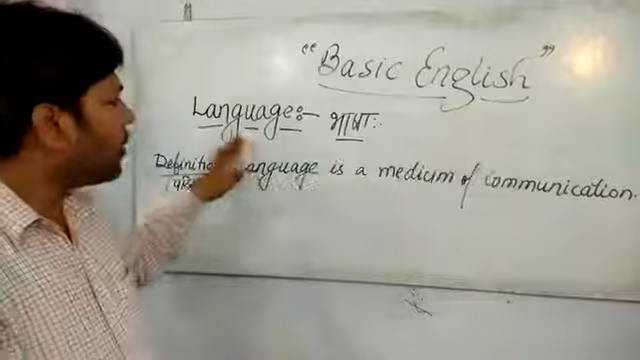 “Basic English”
Language:- भाषा:
Definition Language is a medium of communication.